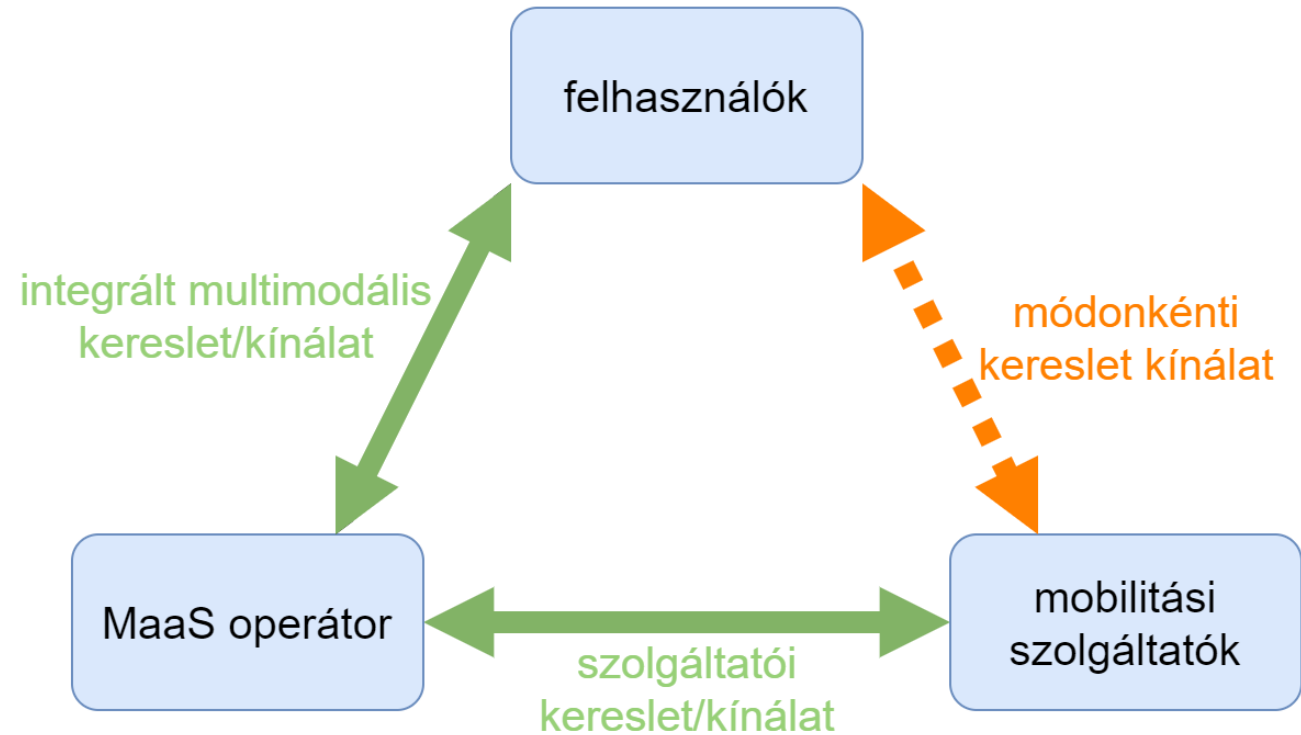 felhasználók
integrált multimodális
kereslet/kínálat
módonkénti
kereslet kínálat
MaaS operátor
szolgáltatói
kereslet/kínálat
mobilitási
szolgáltatók